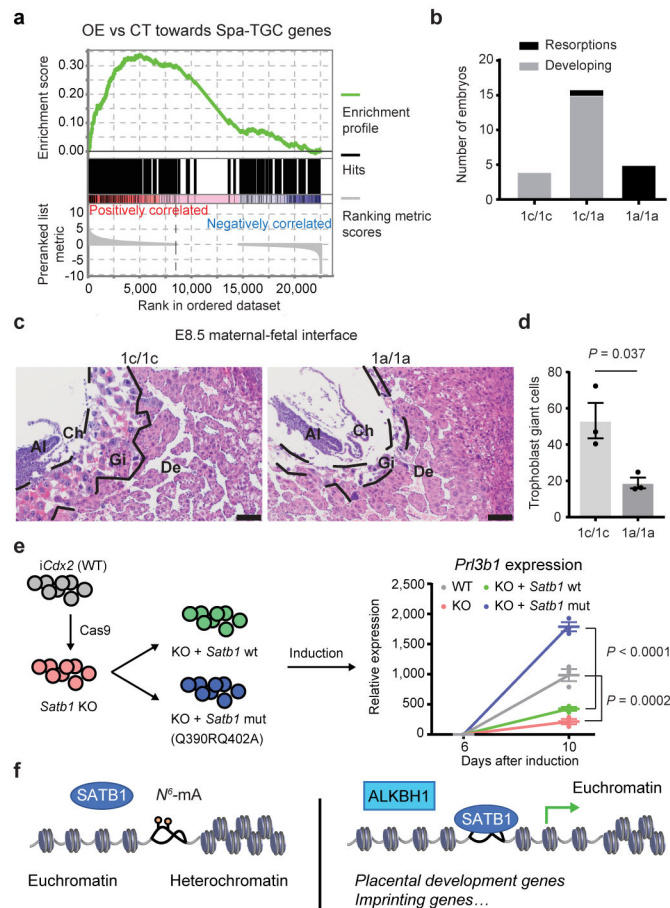 a
OE vs CT towards Spa-TGC genes
Enrichment score
0.30
0.20
0.10
0.00
Enrichment profile
Hits
Ranking metric scores
Positively correlated
Negatively correlated
Preranked list metric
10
5
0
-5
-10
0
5,000
10,000
15,000
20,000
Rank in ordered dataset
b
Resorptions
Developing
Number of embryos
20
15
10
5
0
1c/1c
1c/1a
1a/1a
c
E8.5 maternal-fetal interface
1c/1c
1a/1a
Al
Ch
Gi
De
Al
Ch
Gi
De
d
P = 0.037
Trophoblast giant cells
80
60
40
20
0
1c/1c
1a/1a
e
iCdx2 (WT)
Cas9
Satb1 KO
KO + Satb1 wt
KO + Satb1 mut
(Q390RQ402A)
Induction
Prl3b1 expression
WT
KO + Satb1 wt
KO
KO + Satb1 mut
Relative expression
2,500
2,000
1,500
1,000
500
0
6
10
Days after induction
P < 0.0001
P = 0.0002
f
SATB1
N⁶-mA
Euchromatin
Heterochromatin
ALKBH1
SATB1
Euchromatin
Placental development genes
Imprinting genes…